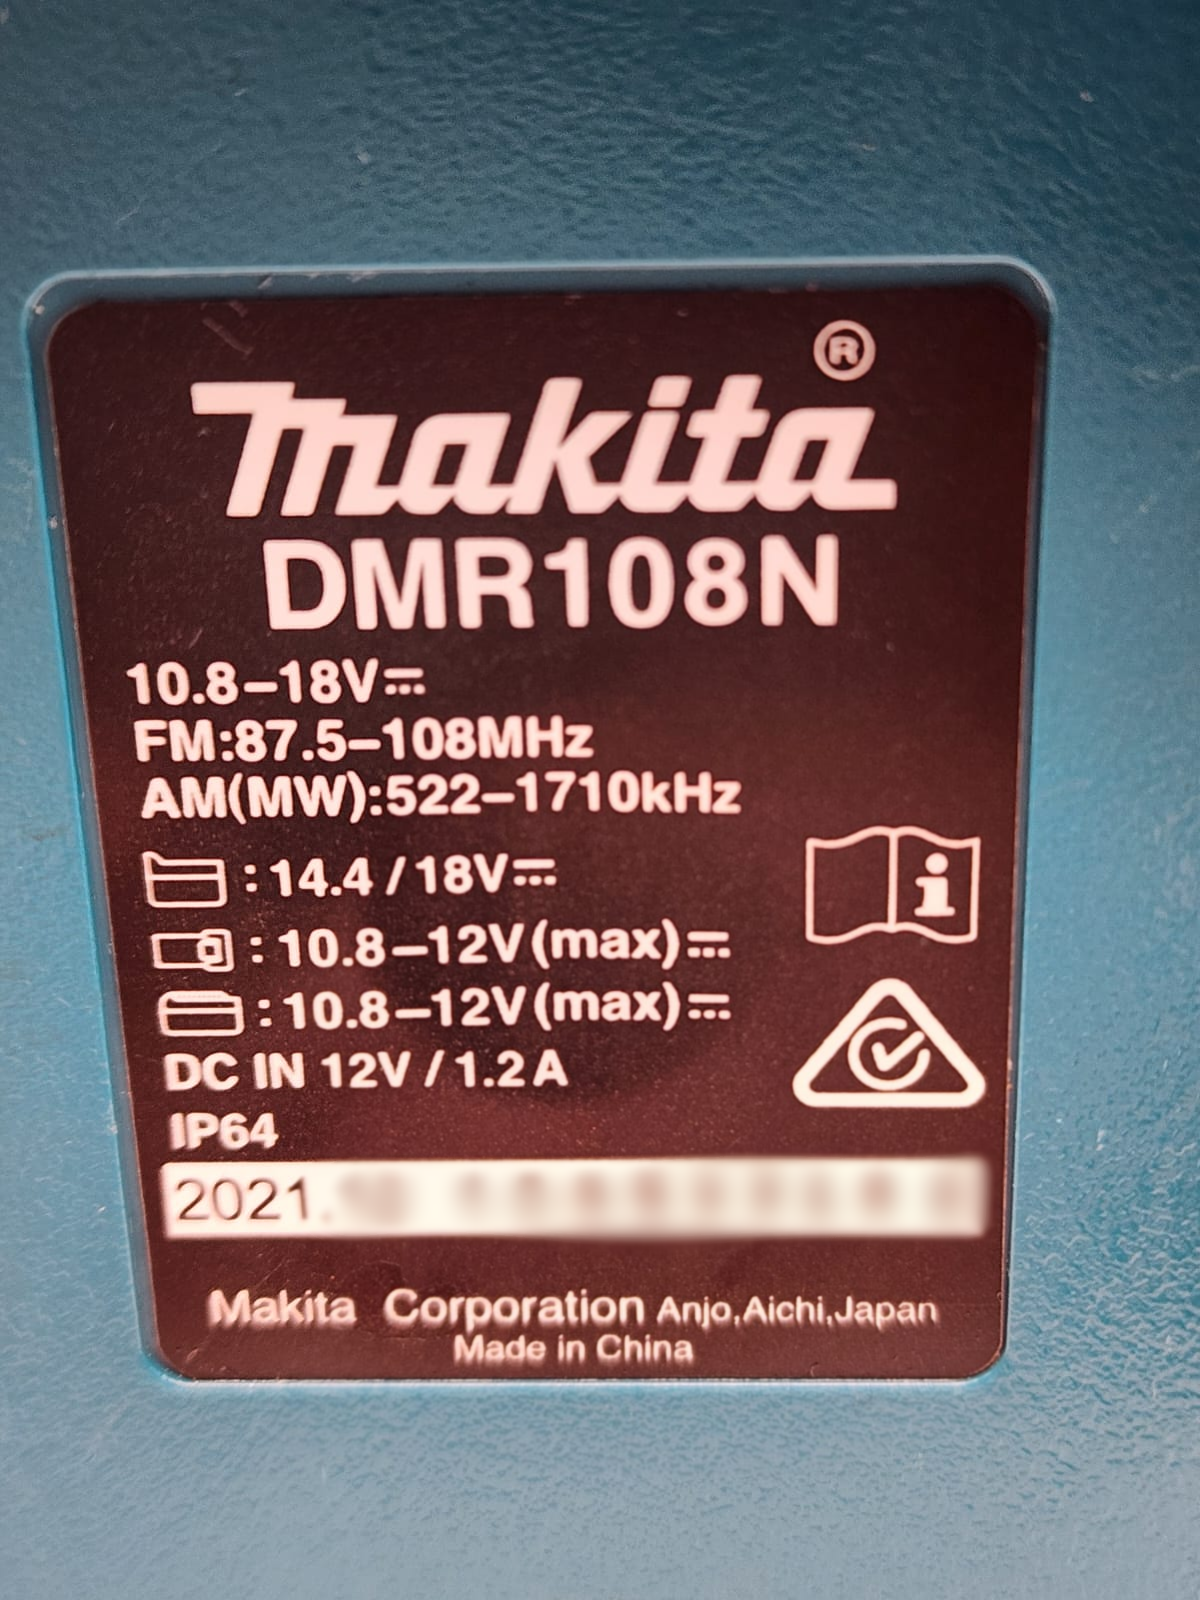 makita®
DMR108N
10.8–18V⎓
FM:87.5–108MHz
AM(MW):522–1710kHz
: 14.4 / 18V⎓
: 10.8–12V(max)⎓
: 10.8–12V(max)⎓
DC IN 12V / 1.2A
IP64
2021.
Makita Corporation Anjo,Aichi,Japan
Made in China